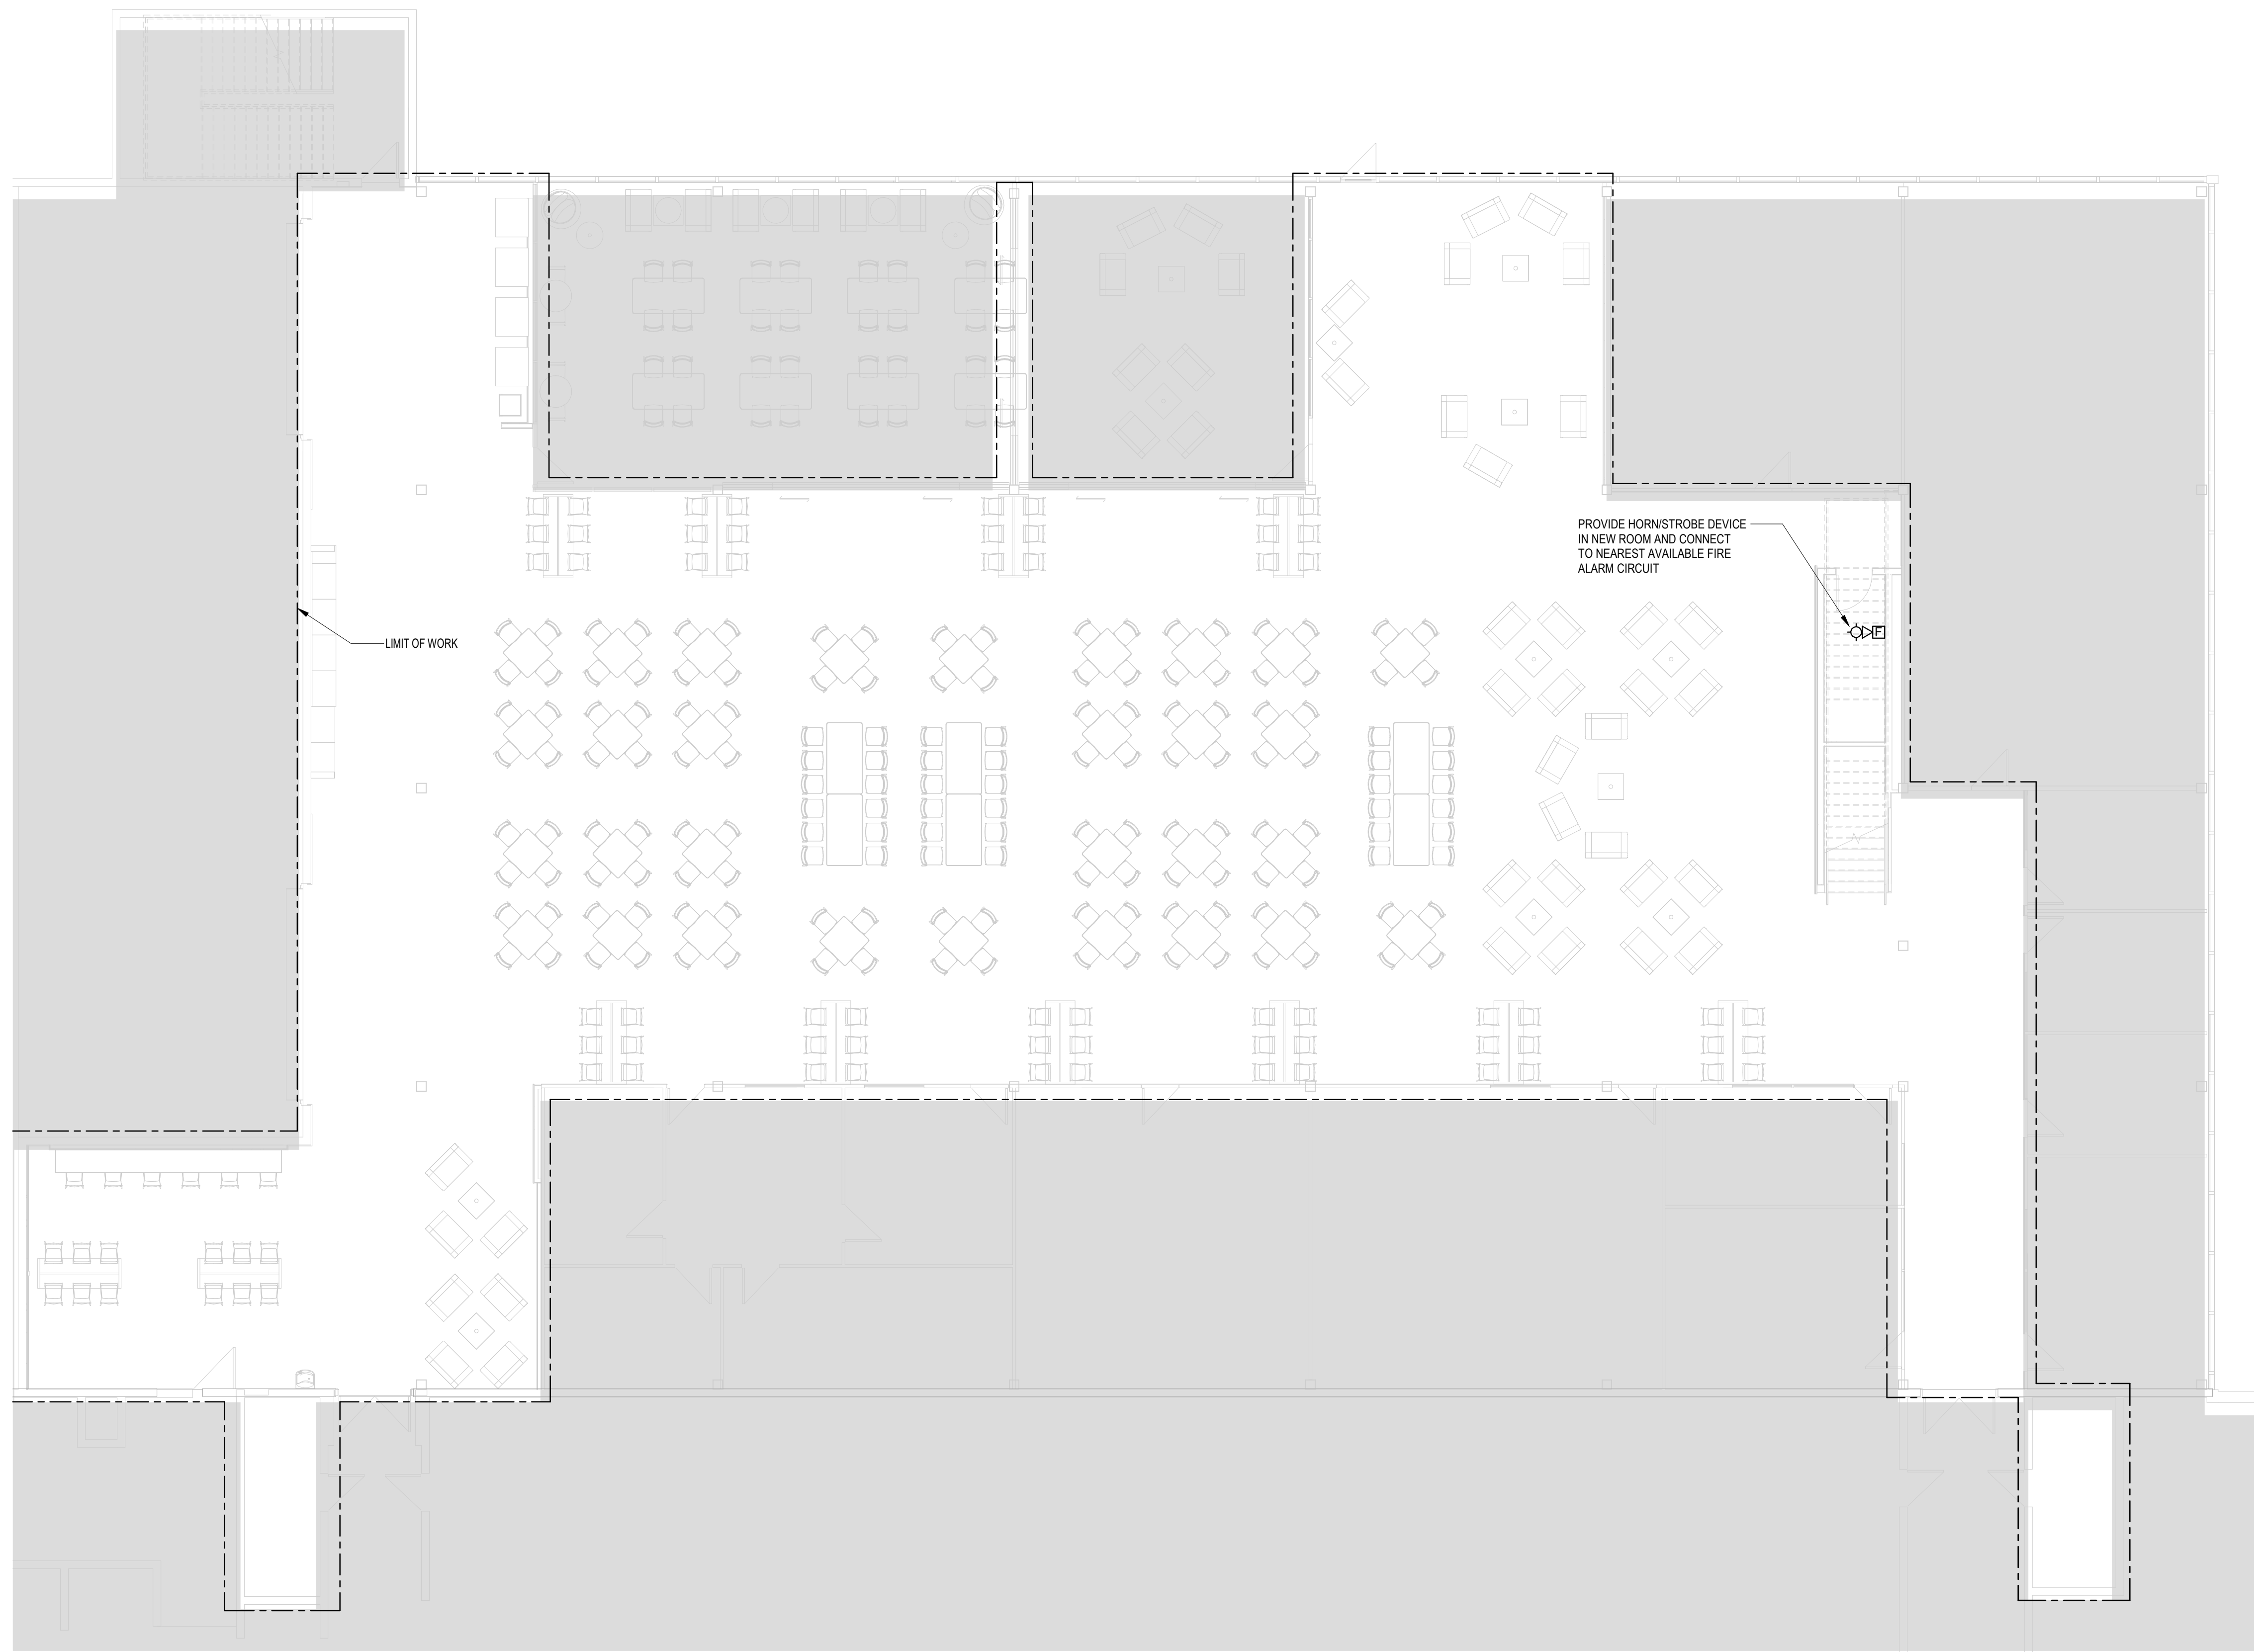 PROVIDE HORN/STROBE DEVICE
IN NEW ROOM AND CONNECT
TO NEAREST AVAILABLE FIRE
ALARM CIRCUIT
F
LIMIT OF WORK